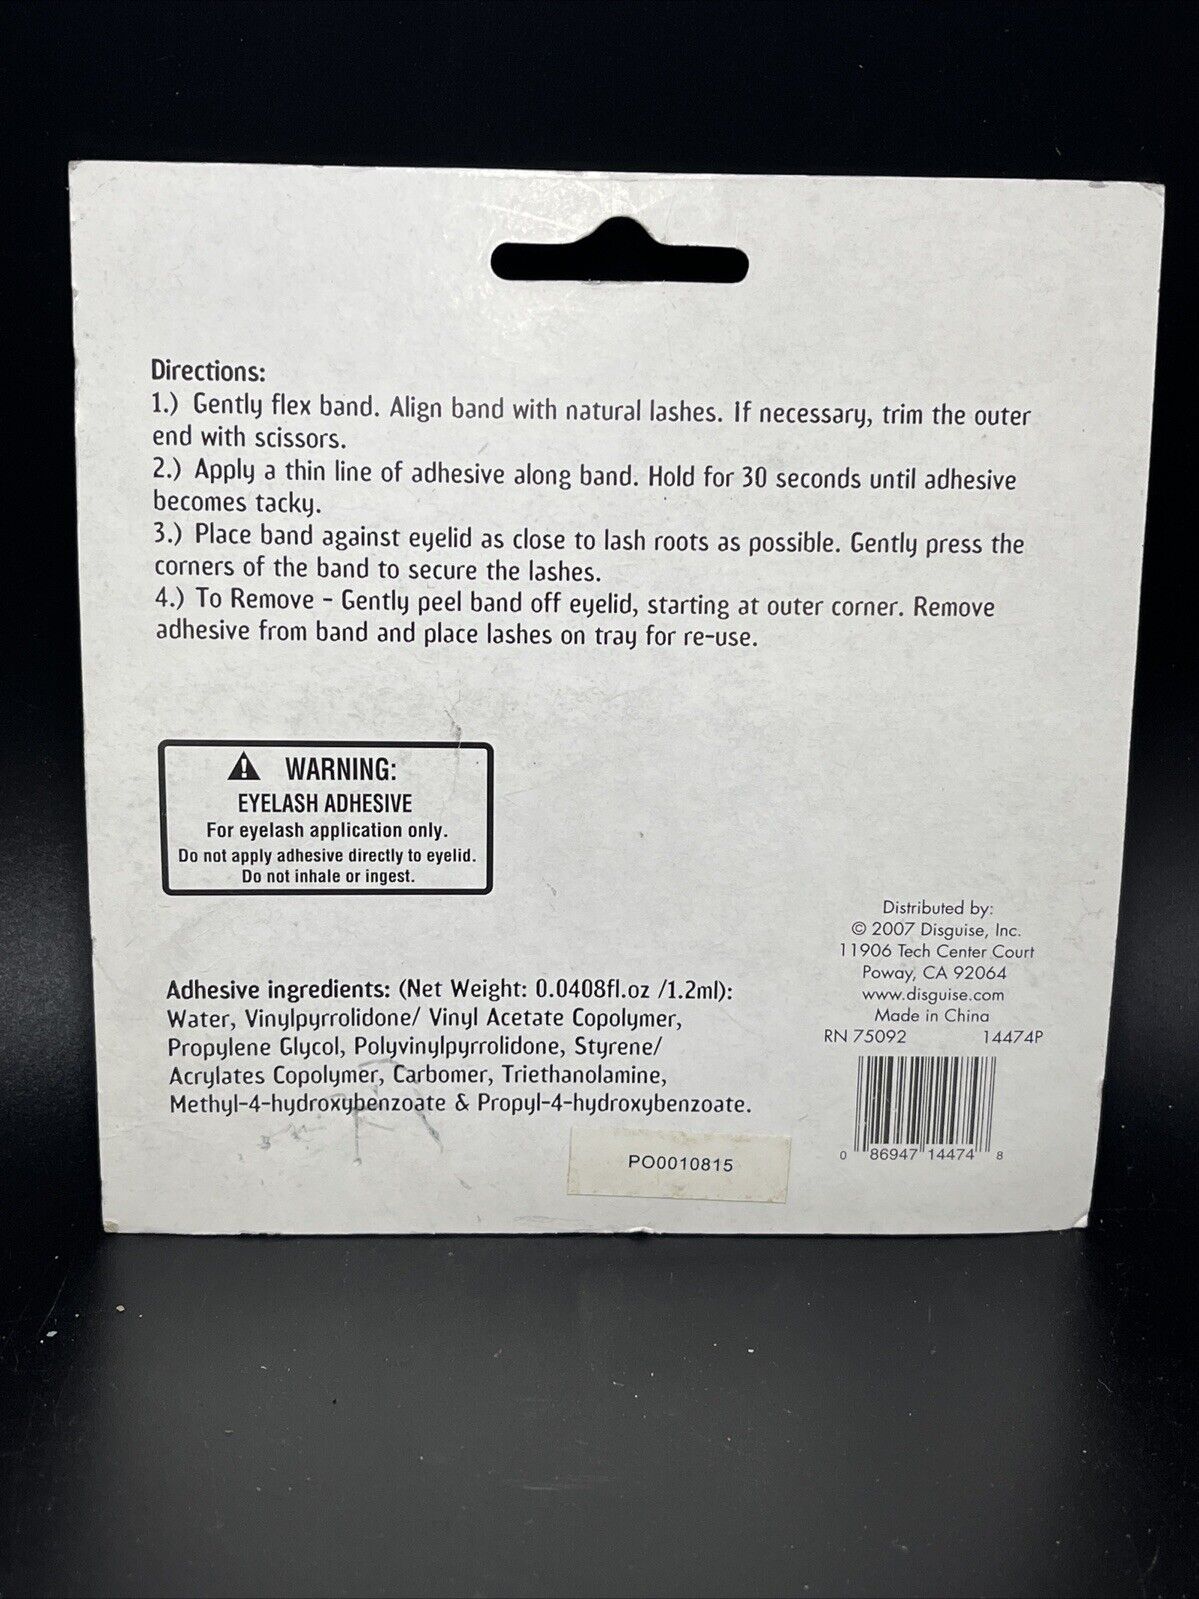 Directions:
1.) Gently flex band. Align band with natural lashes. If necessary, trim the outer
end with scissors.
2.) Apply a thin line of adhesive along band. Hold for 30 seconds until adhesive
becomes tacky.
3.) Place band against eyelid as close to lash roots as possible. Gently press the
corners of the band to secure the lashes.
4.) To Remove - Gently peel band off eyelid, starting at outer corner. Remove
adhesive from band and place lashes on tray for re-use.
WARNING:
EYELASH ADHESIVE
For eyelash application only.
Do not apply adhesive directly to eyelid.
Do not inhale or ingest.
Adhesive ingredients: (Net Weight: 0.0408fl.oz /1.2ml):
Water, Vinylpyrrolidone/ Vinyl Acetate Copolymer,
Propylene Glycol, Polyvinylpyrrolidone, Styrene/
Acrylates Copolymer, Carbomer, Triethanolamine,
Methyl-4-hydroxybenzoate & Propyl-4-hydroxybenzoate.
Distributed by:
© 2007 Disguise, Inc.
11906 Tech Center Court
Poway, CA 92064
www.disguise.com
Made in China
RN 75092 14474P
0 86947 14474 8
PO0010815